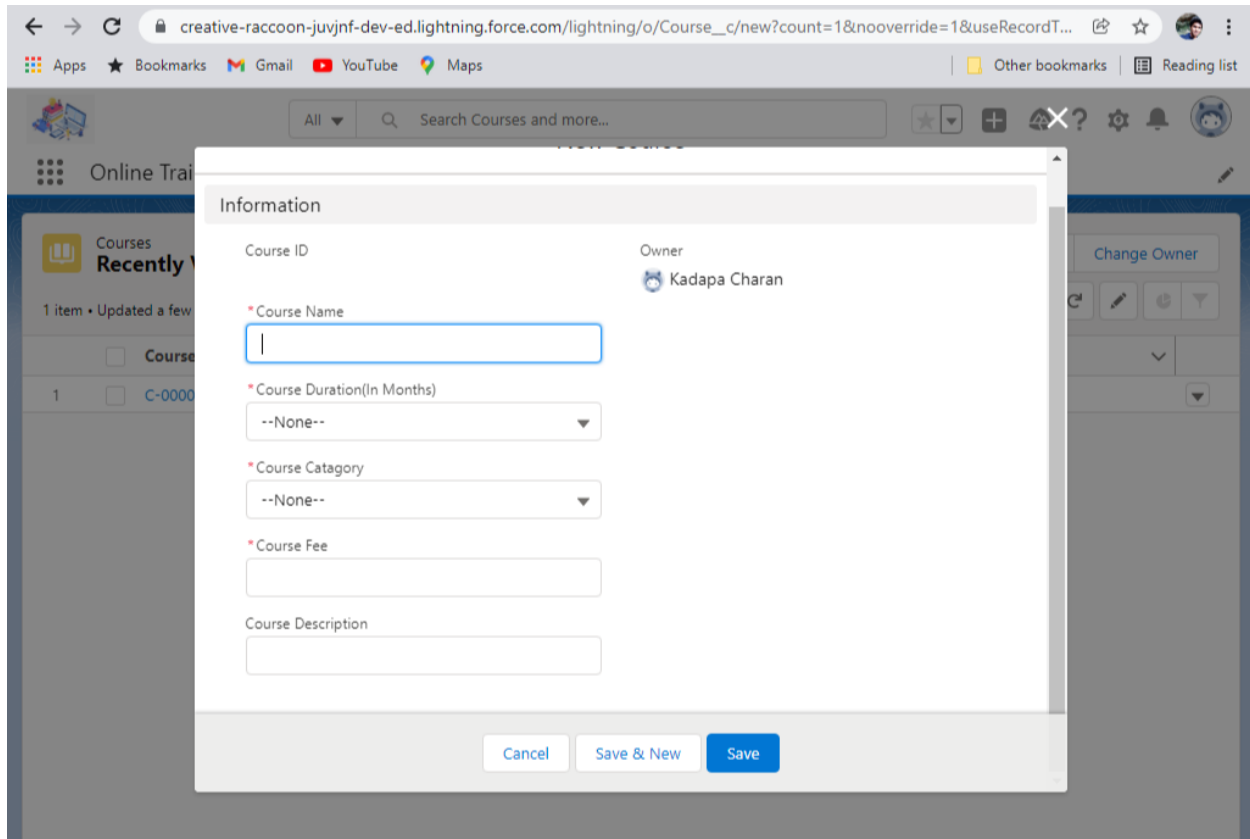 creative-raccoon-juvjnf-dev-ed.lightning.force.com/lightning/o/Course__c/new?count=1&nooverride=1&useRecordT...
Apps Bookmarks Gmail YouTube Maps Other bookmarks Reading list
All Search Courses and more...
New Course
Online Trai
Information
Courses
Recently
Change Owner
1 item • Updated a few
Course ID Owner
Kadapa Charan
*Course Name
Course
1 C-0000
*Course Duration(In Months)
--None--
*Course Catagory
--None--
*Course Fee
Course Description
Cancel Save & New Save